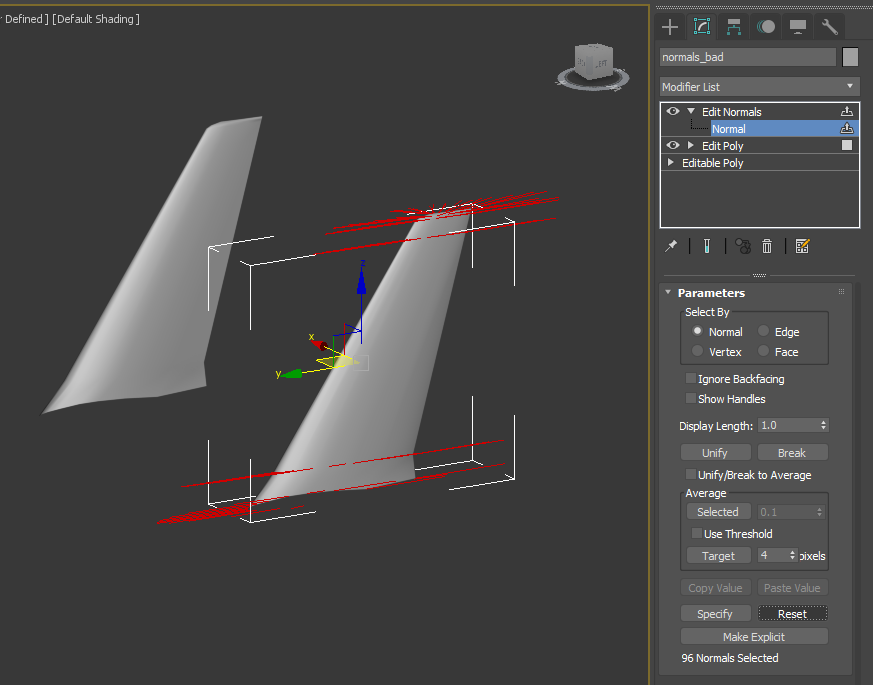 r Defined ] [Default Shading ]
LEFT
z
x
y
normals_bad
Modifier List
Edit Normals
Normal
Edit Poly
Editable Poly
Parameters
Select By
Normal Edge
Vertex Face
Ignore Backfacing
Show Handles
Display Length: 1.0
Unify Break
Unify/Break to Average
Average
Selected 0.1
Use Threshold
Target 4 pixels
Copy Value Paste Value
Specify Reset
Make Explicit
96 Normals Selected